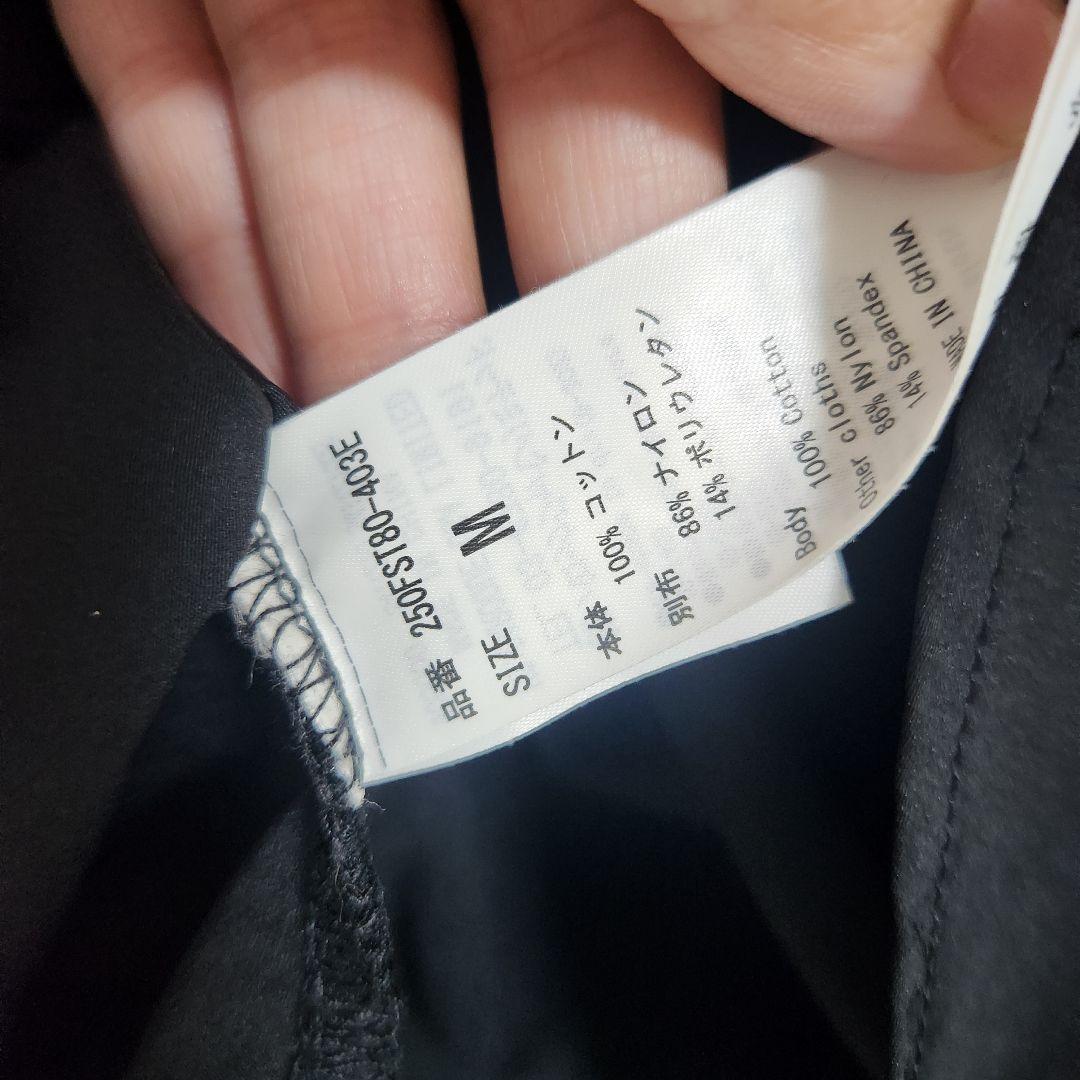 品番 250FST80-403E
SIZE M
本体 100% コットン
別布 86% ナイロン
14% ポリウレタン
Body 100% Cotton
Other cloths
86% Nylon
14% Spandex
MADE IN CHINA